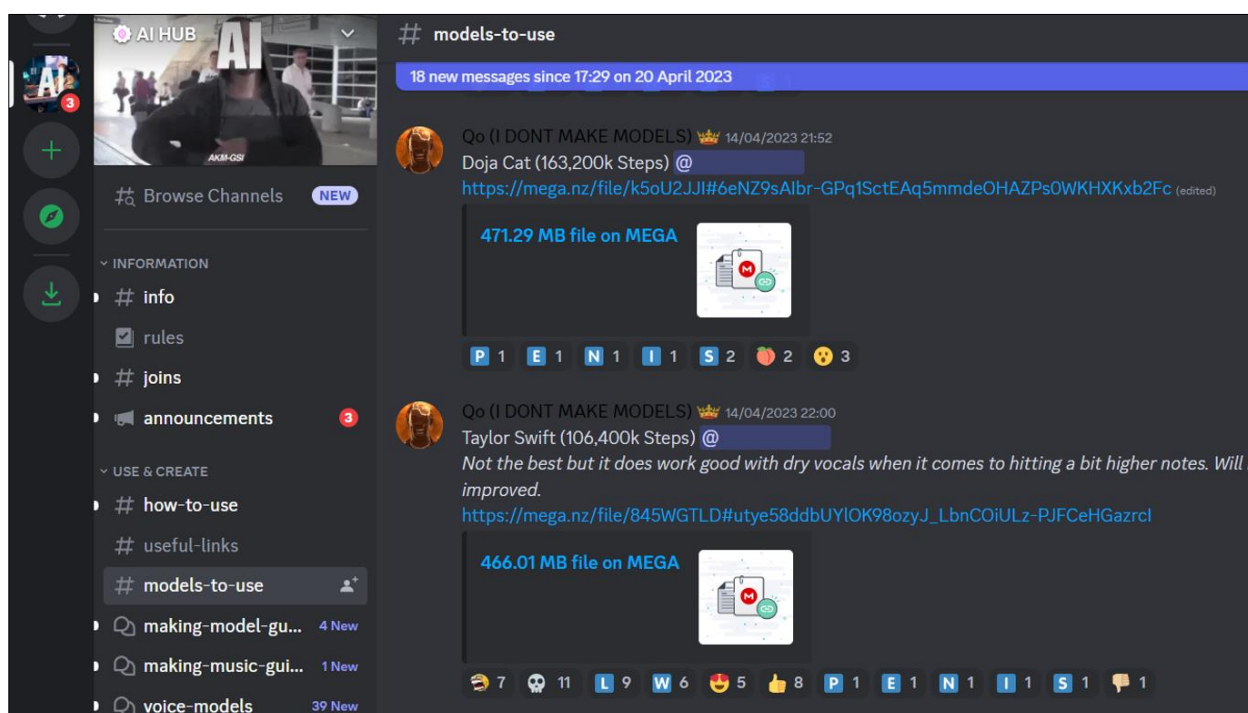 AI HUB
AI
AKM-GSI
AI
3
Browse Channels NEW
INFORMATION
info
rules
joins
announcements 3
USE & CREATE
how-to-use
useful-links
models-to-use
making-model-gu... 4 New
making-music-gui... 1 New
voice-models 39 New
models-to-use
18 new messages since 17:29 on 20 April 2023
Qo (I DONT MAKE MODELS) 14/04/2023 21:52
Doja Cat (163,200k Steps) @
https://mega.nz/file/k5oU2JJI#6eNZ9sAIbr-GPq1SctEAq5mmdeOHAZPs0WKHXKxb2Fc (edited)
471.29 MB file on MEGA
M
P 1 E 1 N 1 I 1 S 2 🍑 2 😮 3
Qo (I DONT MAKE MODELS) 14/04/2023 22:00
Taylor Swift (106,400k Steps) @
Not the best but it does work good with dry vocals when it comes to hitting a bit higher notes. Will
improved.
https://mega.nz/file/845WGTLD#utye58ddbUYlOK98ozyJ_LbnCOiULz-PJFCeHGazrcI
466.01 MB file on MEGA
M
7 💀 11 L 9 W 6 😍 5 👍 8 P 1 E 1 N 1 I 1 S 1 👎 1